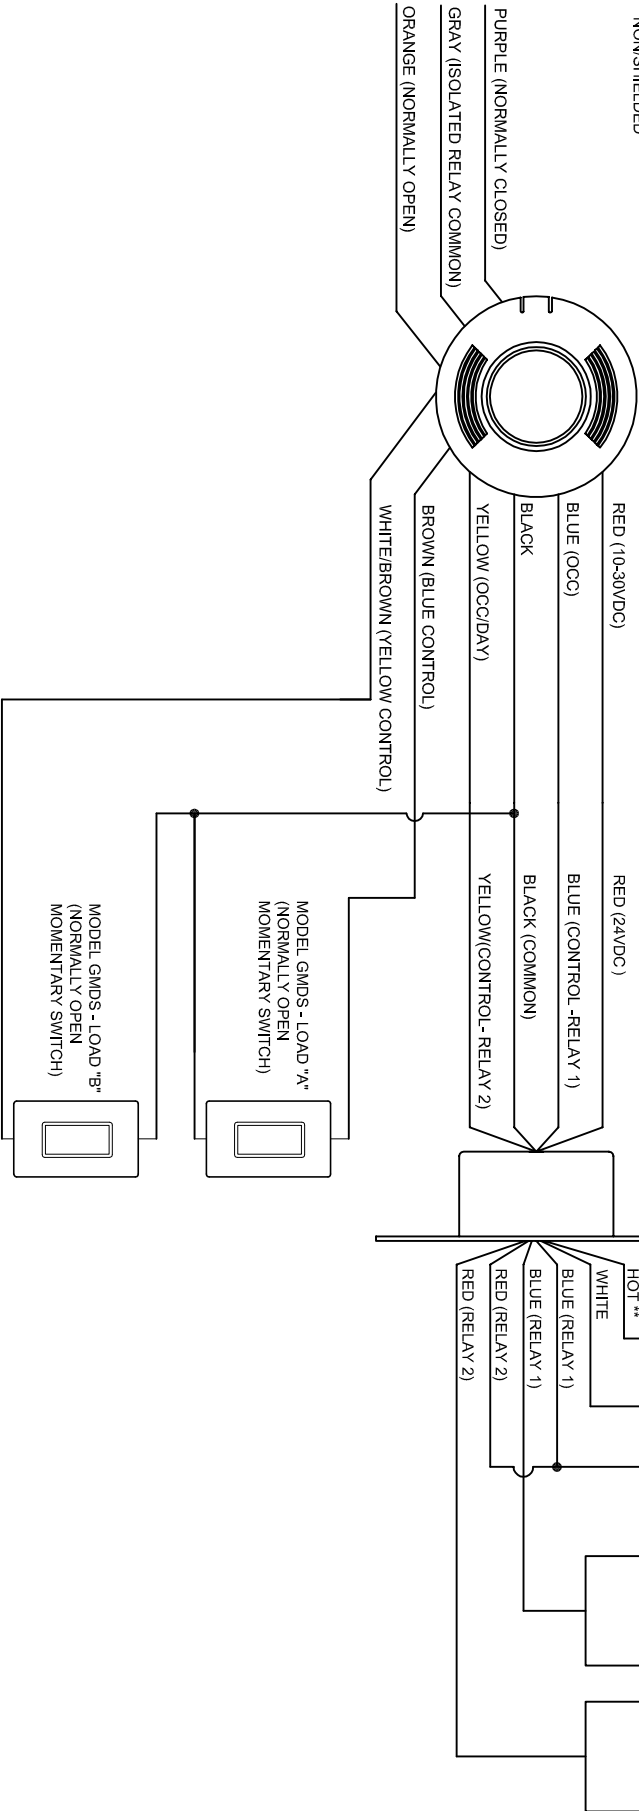 NON/SHIELDED
PURPLE (NORMALLY CLOSED)
GRAY (ISOLATED RELAY COMMON)
ORANGE (NORMALLY OPEN)
RED (10-30VDC)
BLUE (OCC)
BLACK
YELLOW (OCC/DAY)
BROWN (BLUE CONTROL)
WHITE/BROWN (YELLOW CONTROL)
RED (24VDC )
BLUE (CONTROL -RELAY 1)
BLACK (COMMON)
YELLOW(CONTROL- RELAY 2)
MODEL GMDS - LOAD "A"
(NORMALLY OPEN
MOMENTARY SWITCH)
MODEL GMDS - LOAD "B"
(NORMALLY OPEN
MOMENTARY SWITCH)
HOT **
WHITE
BLUE (RELAY 1)
BLUE (RELAY 1)
RED (RELAY 2)
RED (RELAY 2)